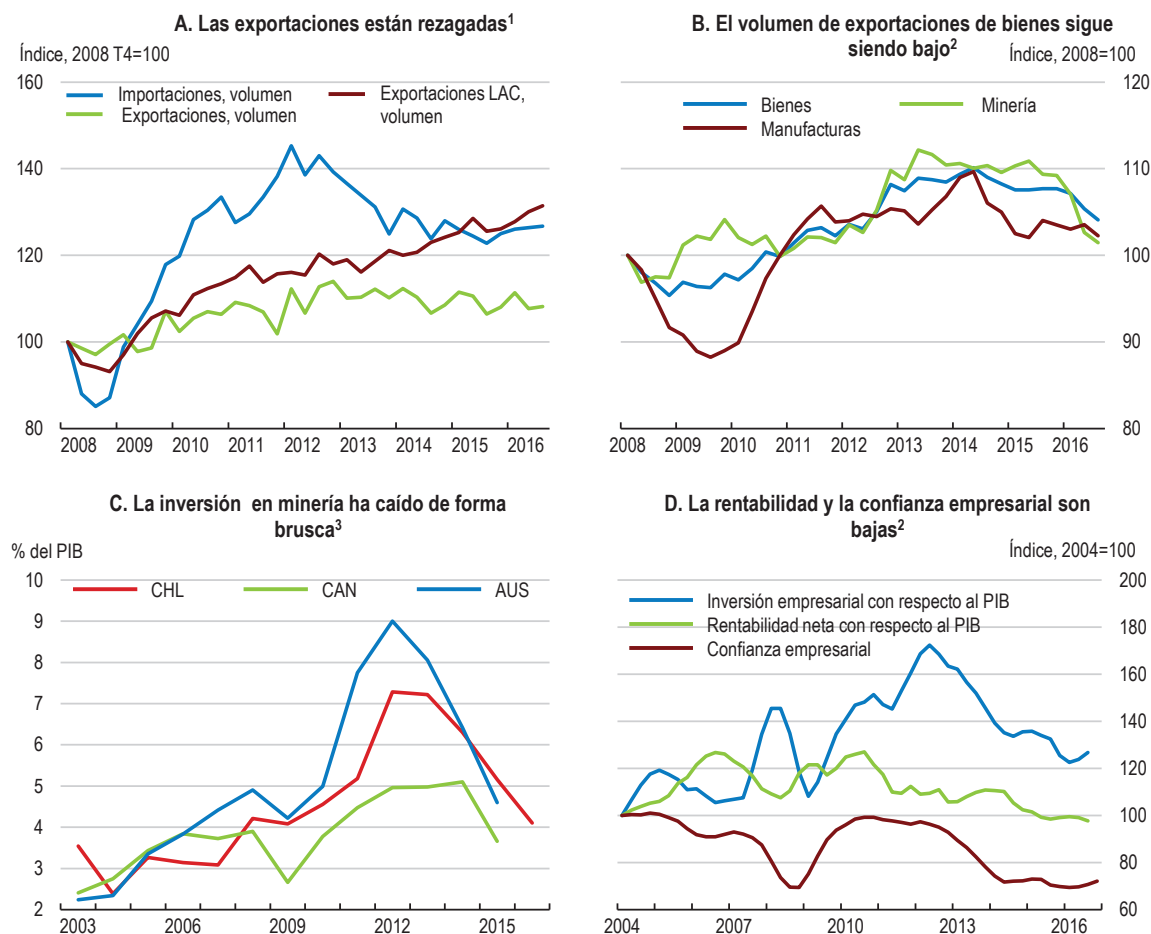 A. Las exportaciones están rezagadas¹
Índice, 2008 T4=100
160
140
120
100
80
Importaciones, volumen
Exportaciones, volumen
Exportaciones LAC,
volumen
2008 2009 2010 2011 2012 2013 2014 2015 2016
B. El volumen de exportaciones de bienes sigue
siendo bajo²
Índice, 2008=100
Bienes
Minería
Manufacturas
120
110
100
90
80
2008 2009 2010 2011 2012 2013 2014 2015 2016
C. La inversión en minería ha caído de forma
brusca³
% del PIB
10
9
8
7
6
5
4
3
2
CHL
CAN
AUS
2003 2006 2009 2012 2015
D. La rentabilidad y la confianza empresarial son
bajas²
Índice, 2004=100
Inversión empresarial con respecto al PIB
Rentabilidad neta con respecto al PIB
Confianza empresarial
200
180
160
140
120
100
80
60
2004 2007 2010 2013 2016